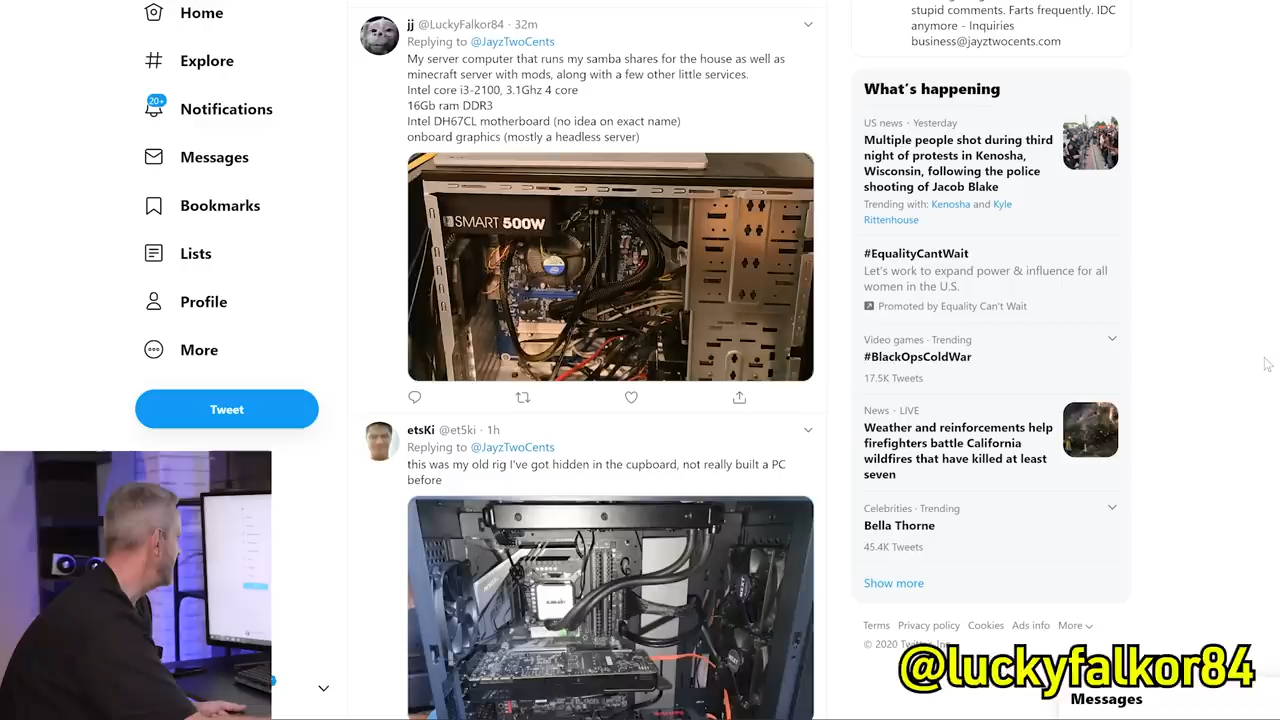 Home
Explore
20+
Notifications
Messages
Bookmarks
Lists
Profile
More
Tweet
jj @LuckyFalkor84 · 32m
Replying to @JayzTwoCents
My server computer that runs my samba shares for the house as well as
minecraft server with mods, along with a few other little services.
Intel core i3-2100, 3.1Ghz 4 core
16Gb ram DDR3
Intel DH67CL motherboard (no idea on exact name)
onboard graphics (mostly a headless server)
SMART 500W
etsKi @et5ki · 1h
Replying to @JayzTwoCents
this was my old rig I've got hidden in the cupboard, not really built a PC
before
stupid comments. Farts frequently. IDC
anymore - Inquiries
business@jayztwocents.com
What's happening
US news · Yesterday
Multiple people shot during third
night of protests in Kenosha,
Wisconsin, following the police
shooting of Jacob Blake
Trending with: Kenosha and Kyle
Rittenhouse
#EqualityCantWait
Let's work to expand power & influence for all
women in the U.S.
Promoted by Equality Can't Wait
Video games · Trending
#BlackOpsColdWar
17.5K Tweets
News · LIVE
Weather and reinforcements help
firefighters battle California
wildfires that have killed at least
seven
Celebrities · Trending
Bella Thorne
45.4K Tweets
Show more
Terms Privacy policy Cookies Ads info More
© 2020 Twitter, Inc.
@luckyfalkor84
Messages